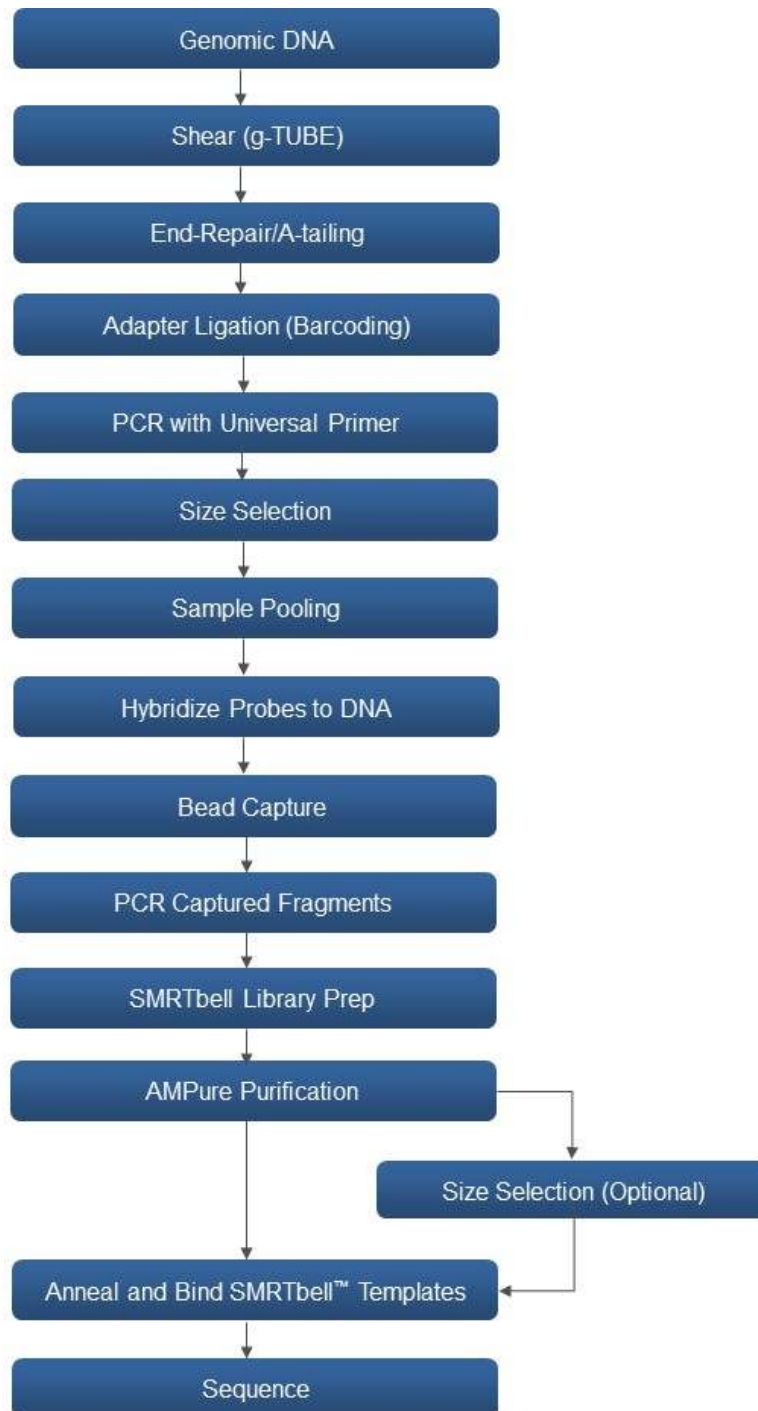 Genomic DNA
Shear (g-TUBE)
End-Repair/A-tailing
Adapter Ligation (Barcoding)
PCR with Universal Primer
Size Selection
Sample Pooling
Hybridize Probes to DNA
Bead Capture
PCR Captured Fragments
SMRTbell Library Prep
AMPure Purification
Size Selection (Optional)
Anneal and Bind SMRTbell™ Templates
Sequence